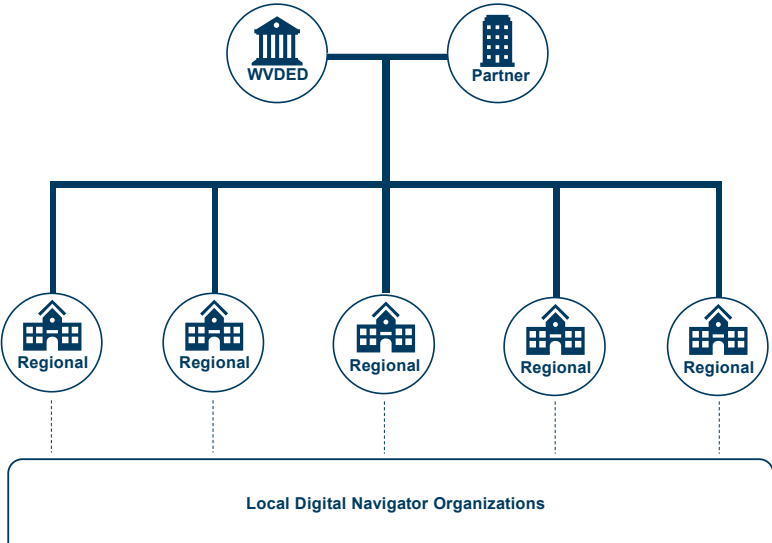 WVDED
Partner
Regional
Regional
Regional
Regional
Regional
Local Digital Navigator Organizations